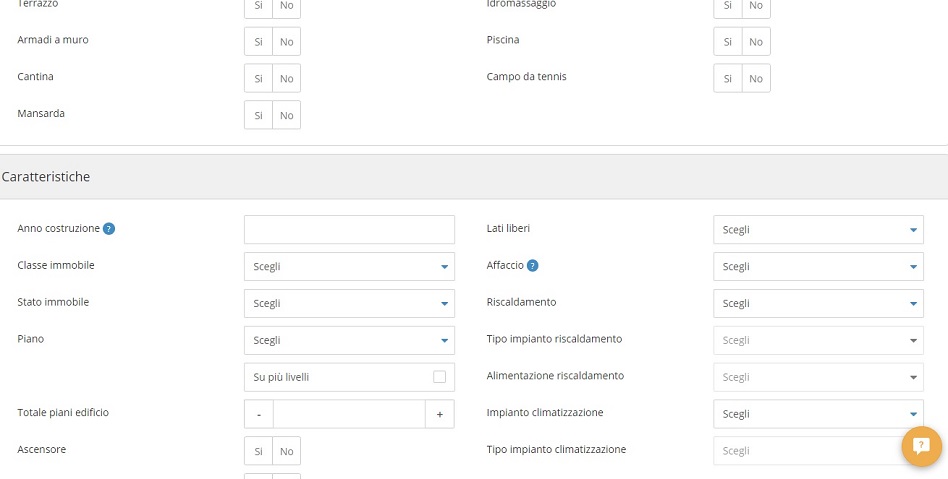 Terrazzo Si No Idromassaggio Si No
Armadi a muro Si No Piscina Si No
Cantina Si No Campo da tennis Si No
Mansarda Si No
Caratteristiche
Anno costruzione ? Lati liberi Scegli
Classe immobile Scegli Affaccio ? Scegli
Stato immobile Scegli Riscaldamento Scegli
Piano Scegli Tipo impianto riscaldamento Scegli
Su più livelli Alimentazione riscaldamento Scegli
Totale piani edificio - + Impianto climatizzazione Scegli
Ascensore Si No Tipo impianto climatizzazione Scegli ?